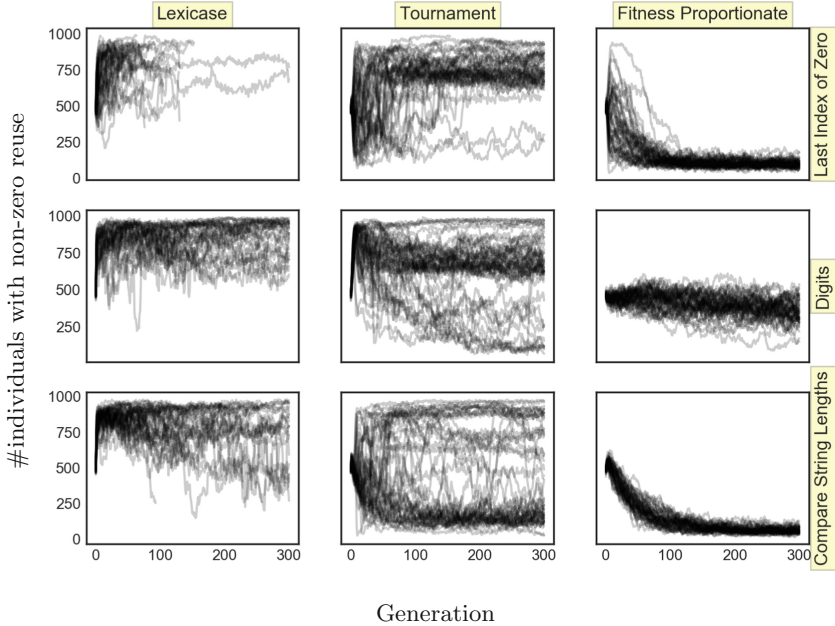 Lexicase
Tournament
Fitness Proportionate
#individuals with non-zero reuse
1000
750
500
250
0
Last Index of Zero
1000
750
500
250
Digits
1000
750
500
250
0
Compare String Lengths
0 100 200 300
0 100 200 300
0 100 200 300
Generation